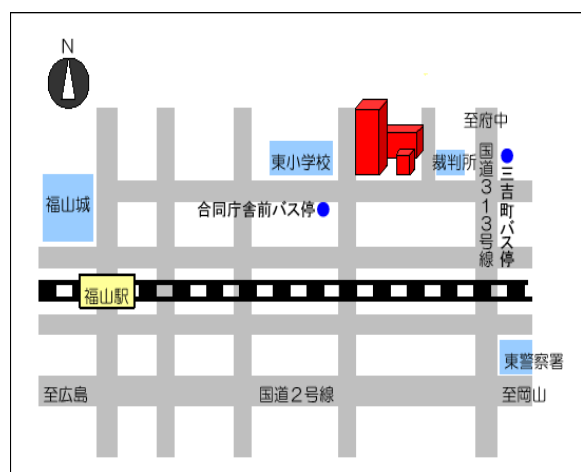 N
至府中
東小学校
裁判所
国道313号線
三吉町バス停
福山城
合同庁舎前バス停
福山駅
東警察署
至広島
国道2号線
至岡山